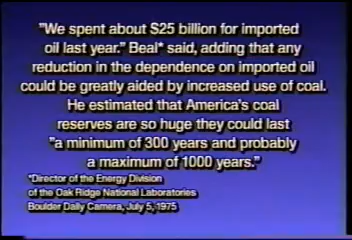 "We spent about $25 billion for imported
oil last year." Beal* said, adding that any
reduction in the dependence on imported oil
could be greatly aided by increased use of coal.
He estimated that America's coal
reserves are so huge they could last
"a minimum of 300 years and probably
a maximum of 1000 years."
*Director of the Energy Division
of the Oak Ridge National Laboratories
Boulder Daily Camera, July 5, 1975